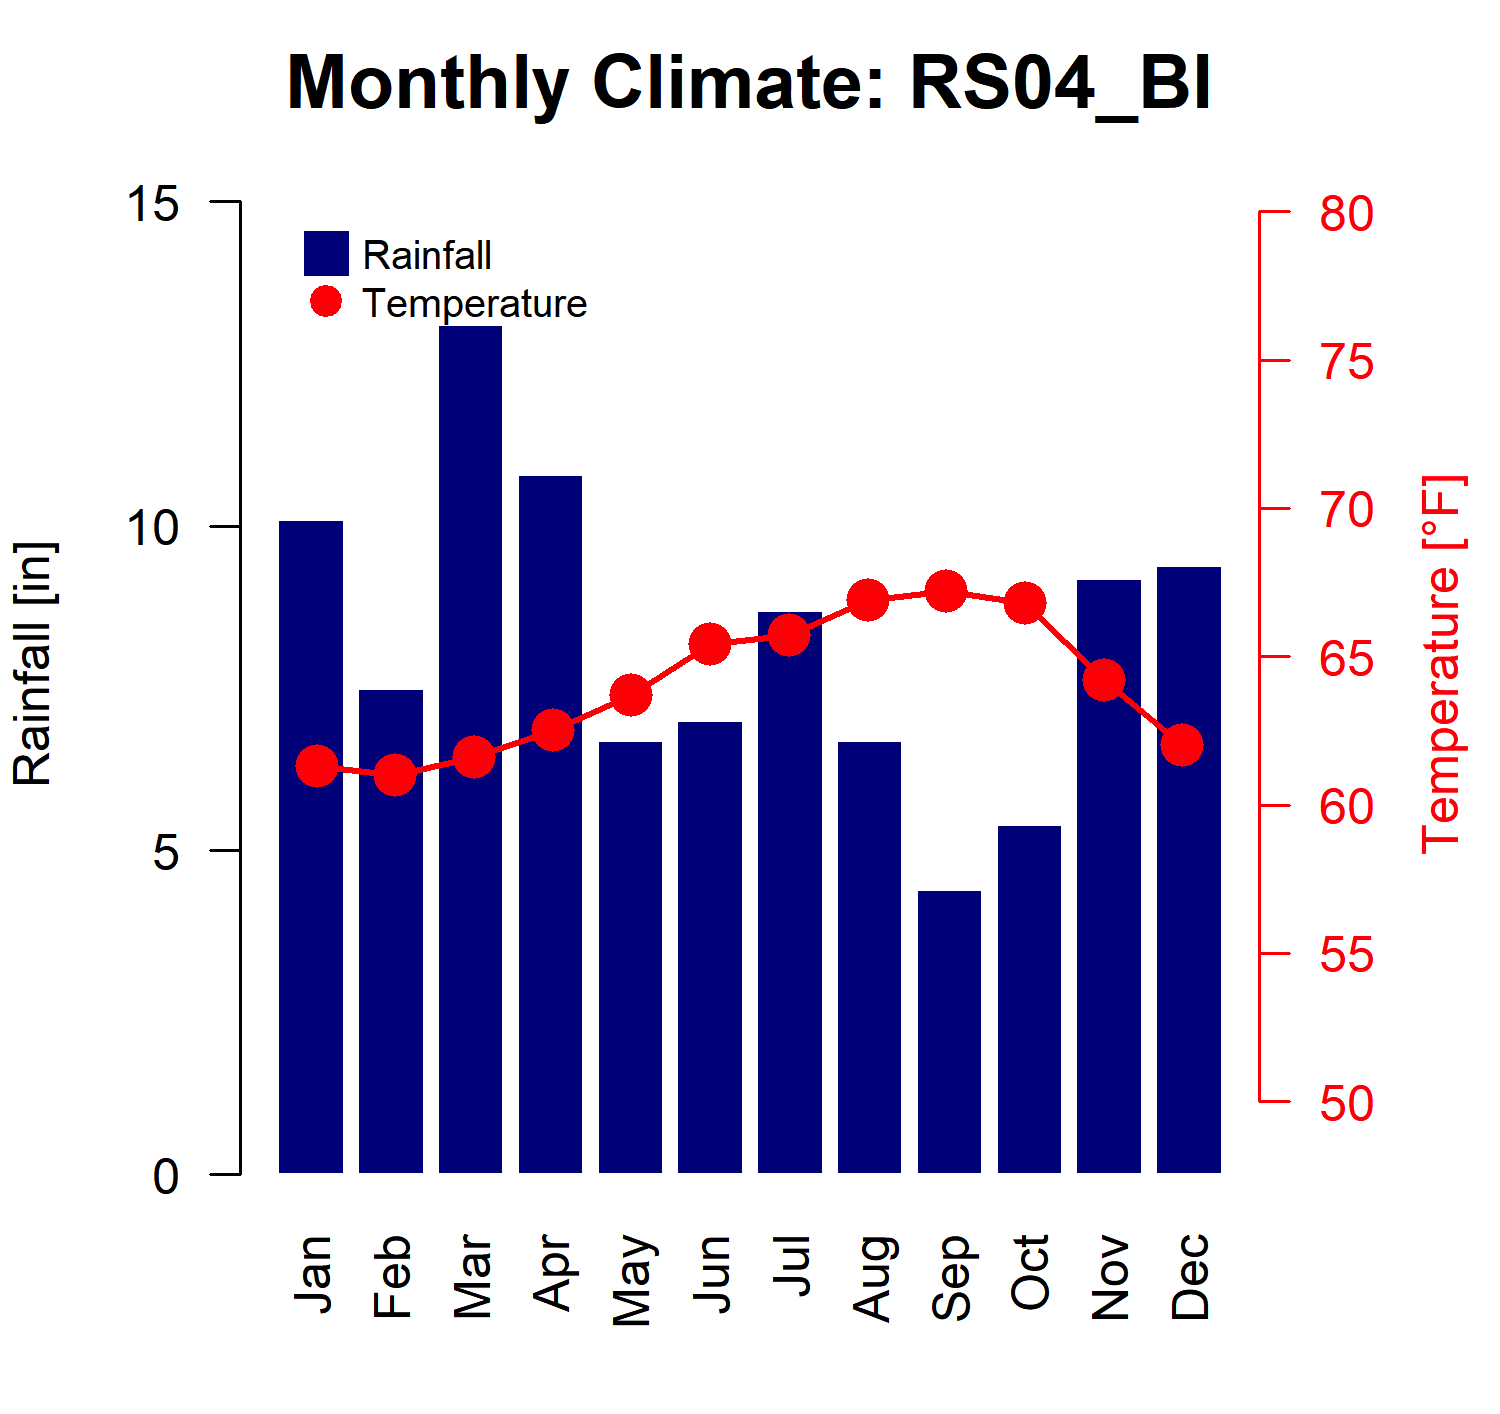 Monthly Climate: RS04_BI
Rainfall
Temperature
15
10
5
0
Rainfall [in]
80
75
70
65
60
55
50
Temperature [°F]
Jan
Feb
Mar
Apr
May
Jun
Jul
Aug
Sep
Oct
Nov
Dec